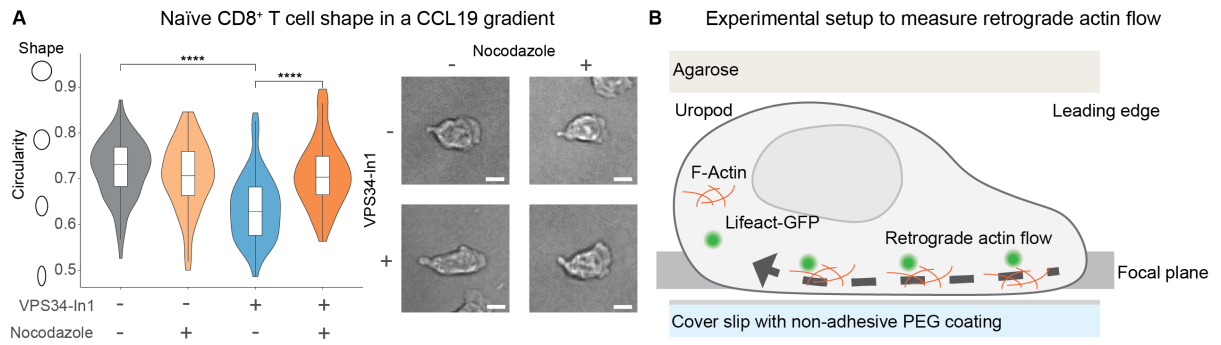 A
Naïve CD8⁺ T cell shape in a CCL19 gradient
Shape
Circularity
0.9
0.8
0.7
0.6
0.5
****
****
VPS34-In1
- - + +
Nocodazole
- + - +
Nocodazole
- +
VPS34-In1
-
+
B
Experimental setup to measure retrograde actin flow
Agarose
Uropod
Leading edge
F-Actin
Lifeact-GFP
Retrograde actin flow
Focal plane
Cover slip with non-adhesive PEG coating